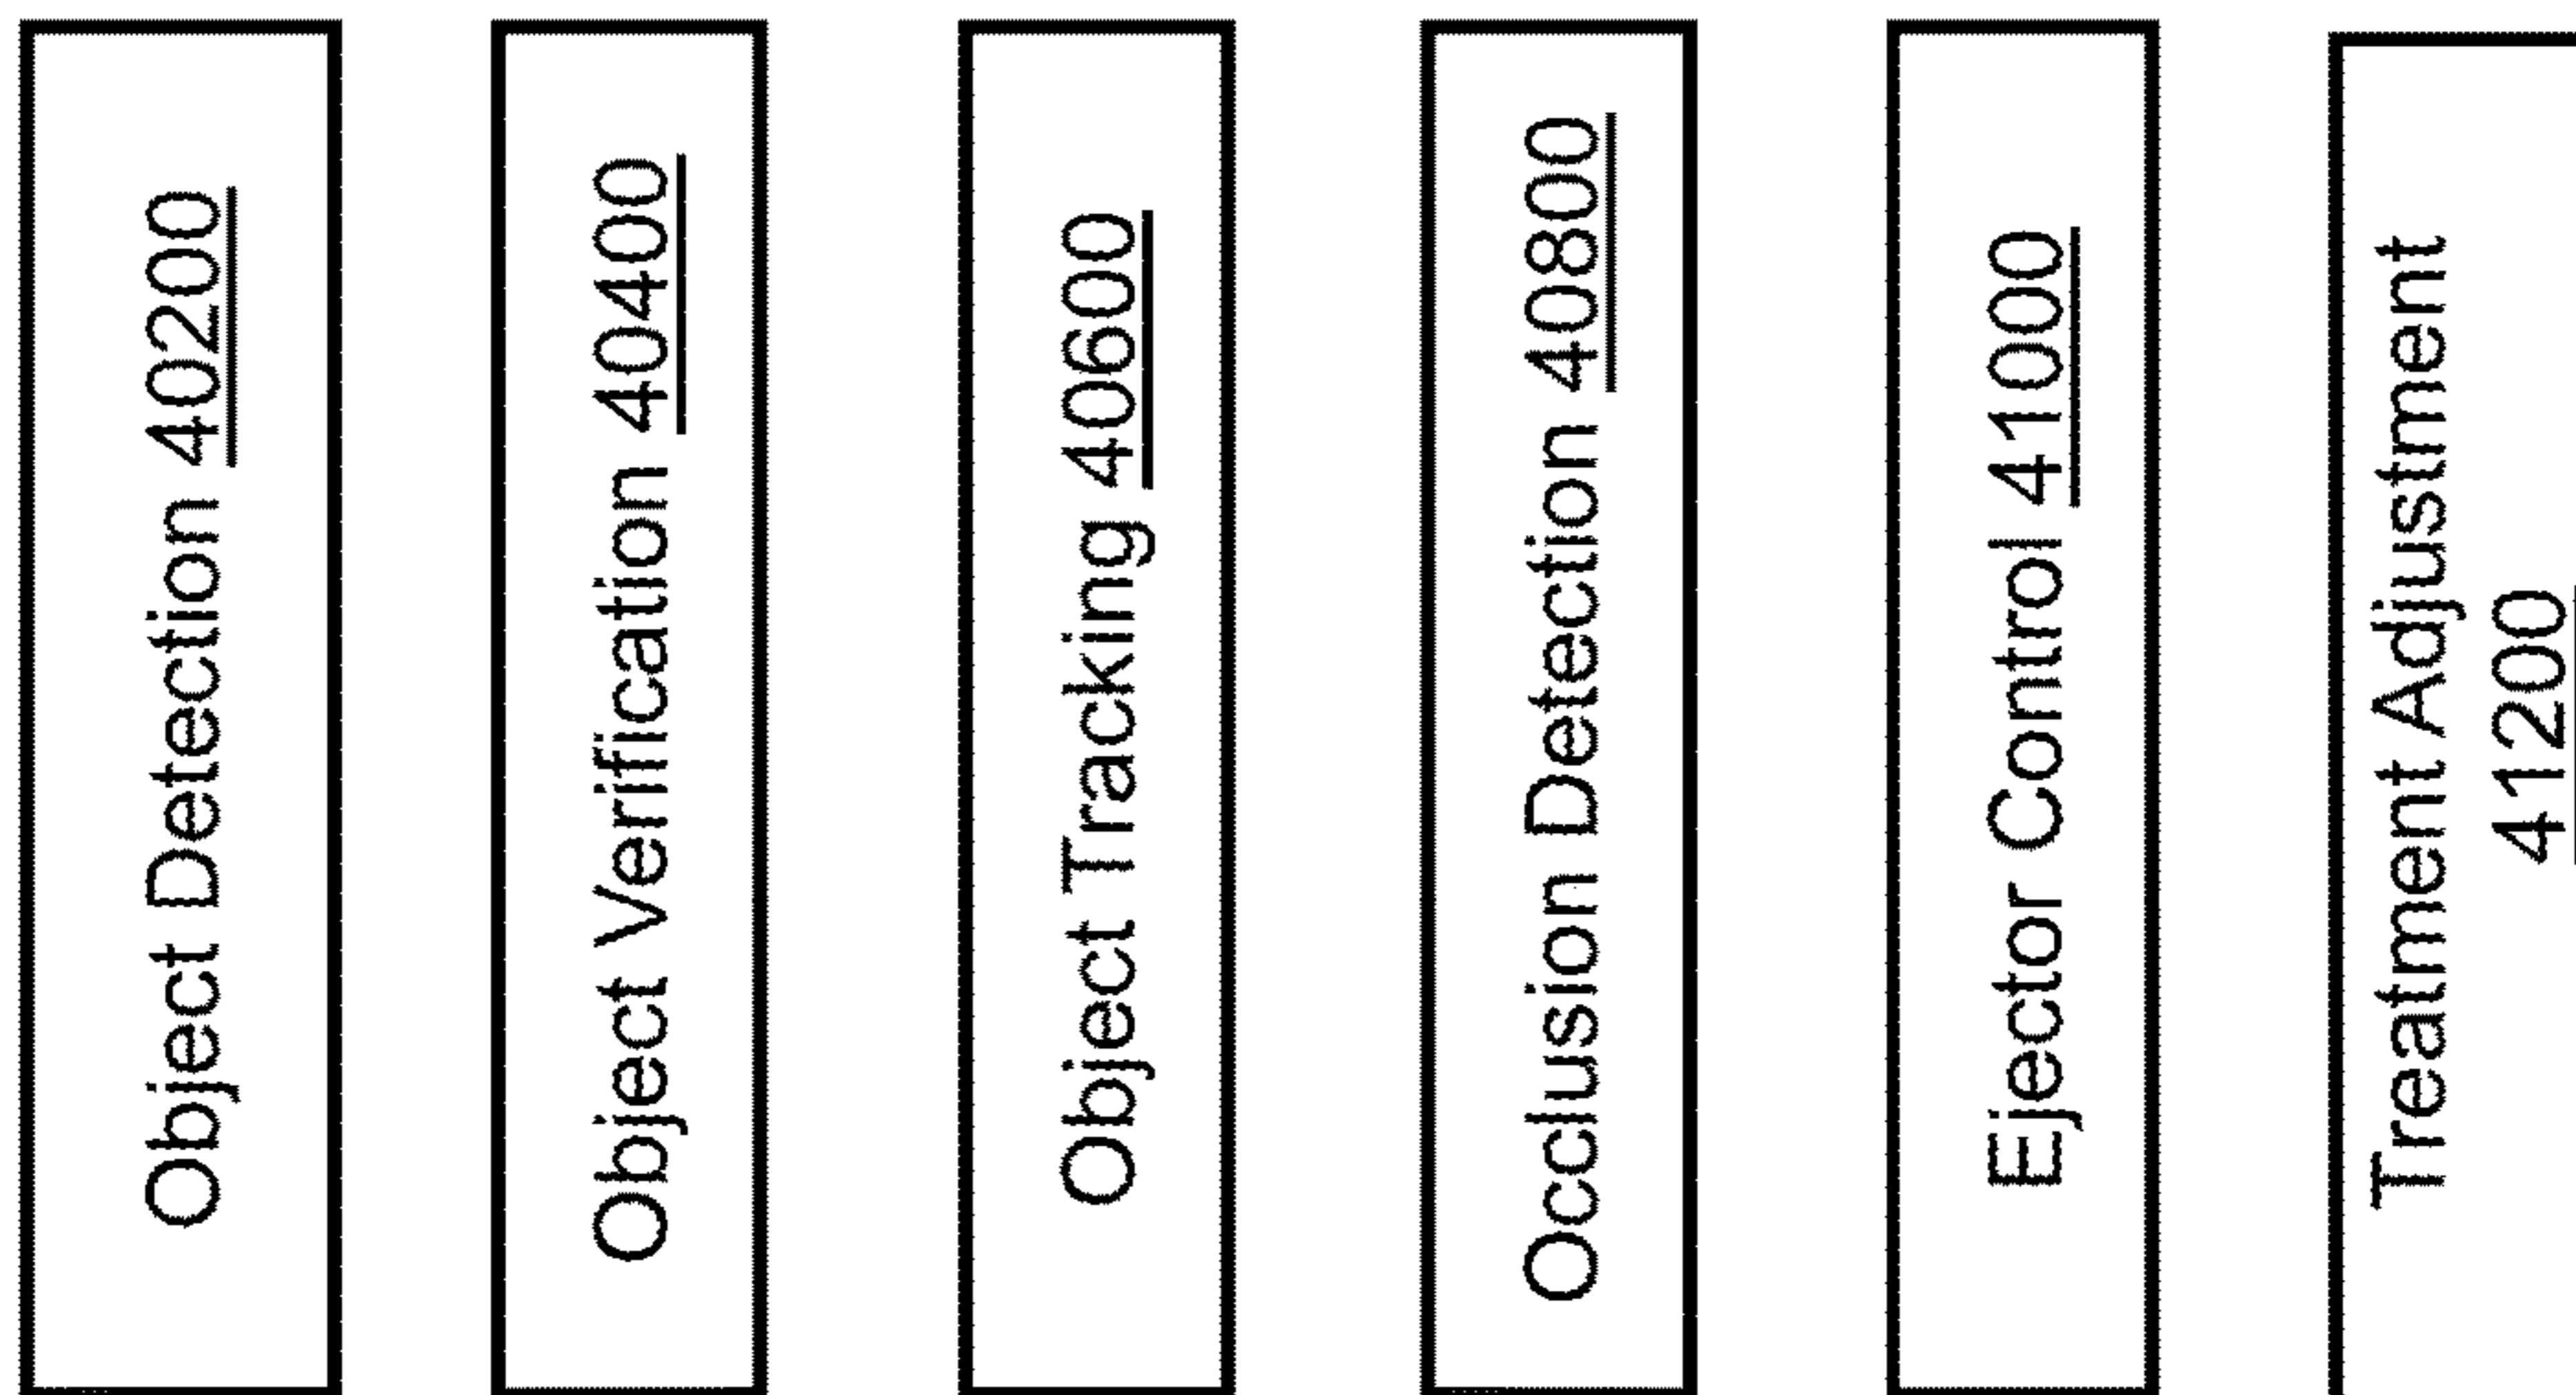 Object Detection 40200
Object Verification 40400
Object Tracking 40600
Occlusion Detection 40800
Ejector Control 41000
Treatment Adjustment
41200